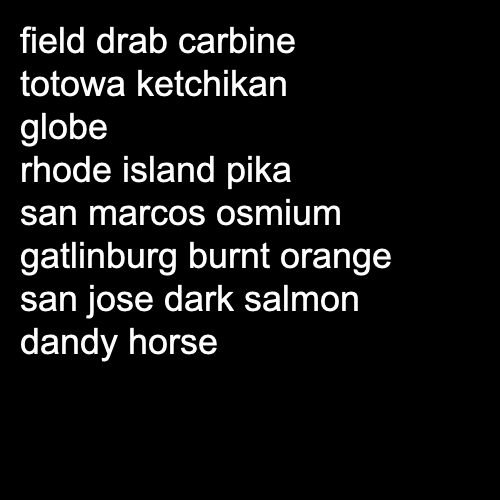 field drab carbine
totowa ketchikan
globe
rhode island pika
san marcos osmium
gatlinburg burnt orange
san jose dark salmon
dandy horse